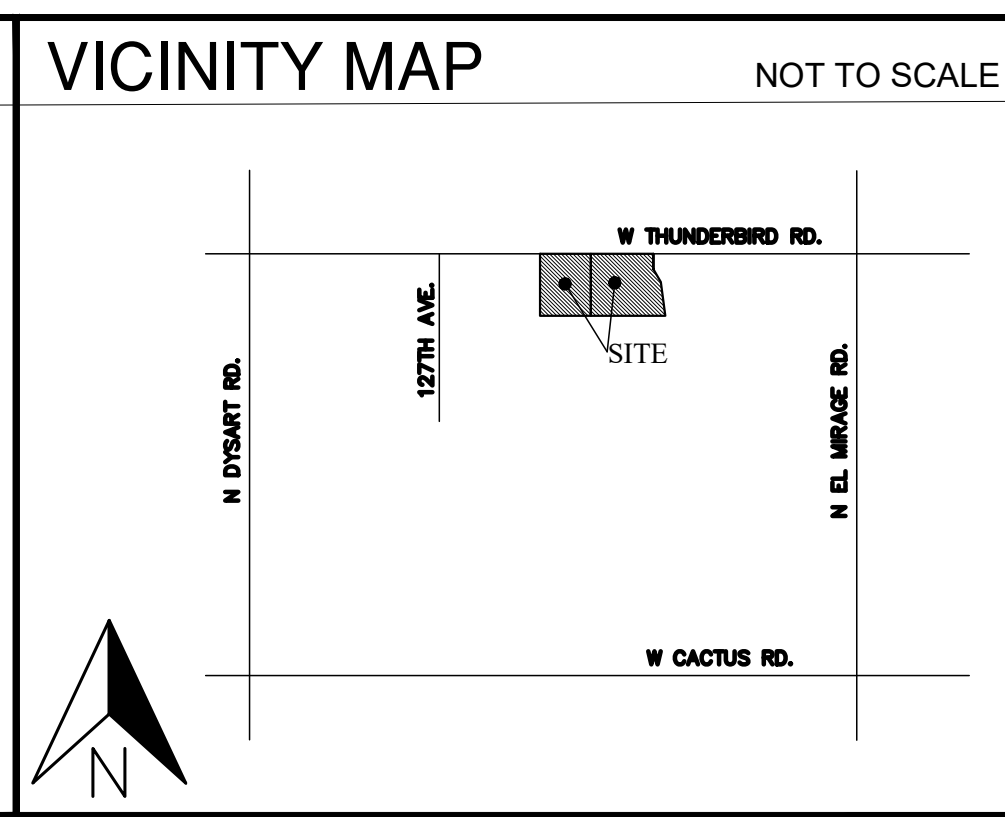 VICINITY MAP
NOT TO SCALE
W THUNDERBIRD RD.
127TH AVE.
SITE
N DYSART RD.
N EL MIRAGE RD.
W CACTUS RD.
N